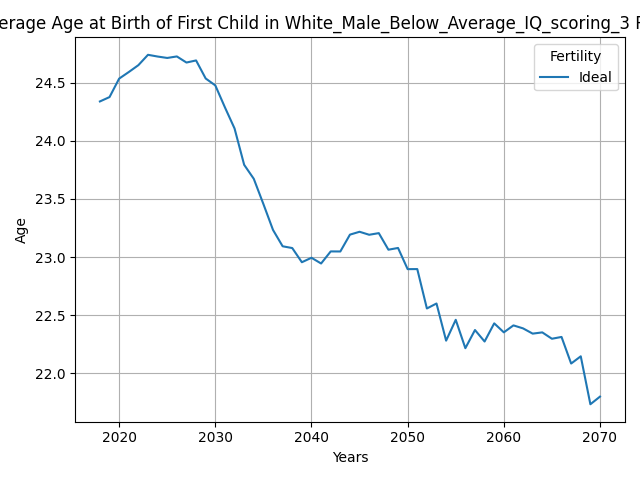 erage Age at Birth of First Child in White_Male_Below_Average_IQ_scoring_3
Fertility
Ideal
24.5
24.0
23.5
23.0
22.5
22.0
Age
2020 2030 2040 2050 2060 2070
Years